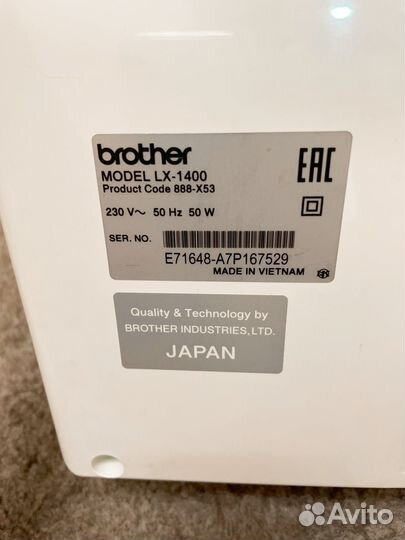 brother
EAC
MODEL LX-1400
Product Code 888-X53
230 V~ 50 Hz 50 W
SER. NO.
E71648-A7P167529
MADE IN VIETNAM
Quality & Technology by
BROTHER INDUSTRIES,LTD.
JAPAN
Avito